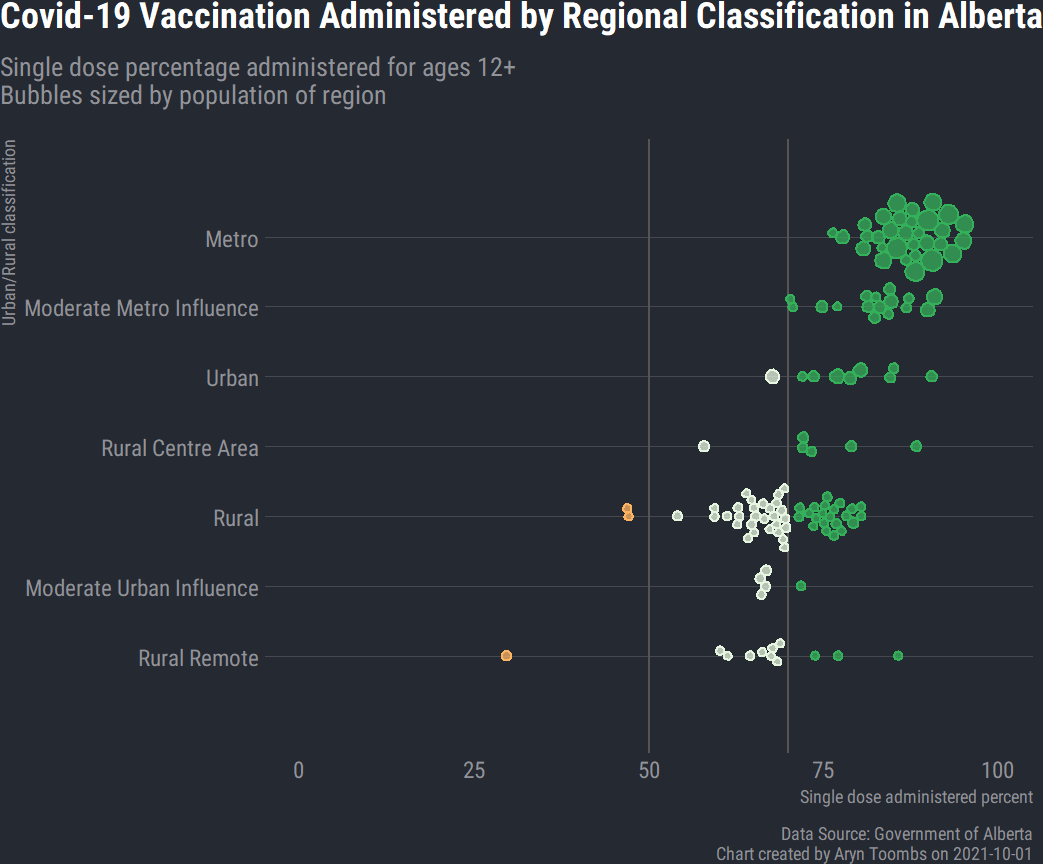 Covid-19 Vaccination Administered by Regional Classification in Alberta
Single dose percentage administered for ages 12+
Bubbles sized by population of region
Urban/Rural classification
Metro
Moderate Metro Influence
Urban
Rural Centre Area
Rural
Moderate Urban Influence
Rural Remote
0 25 50 75 100
Single dose administered percent
Data Source: Government of Alberta
Chart created by Aryn Toombs on 2021-10-01